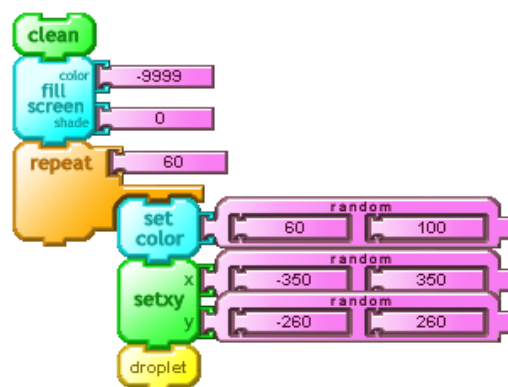 clean
color -9999
fill screen
shade 0
repeat 60
random
set color 60 100
random
x -350 350
setxy
random
y -260 260
droplet